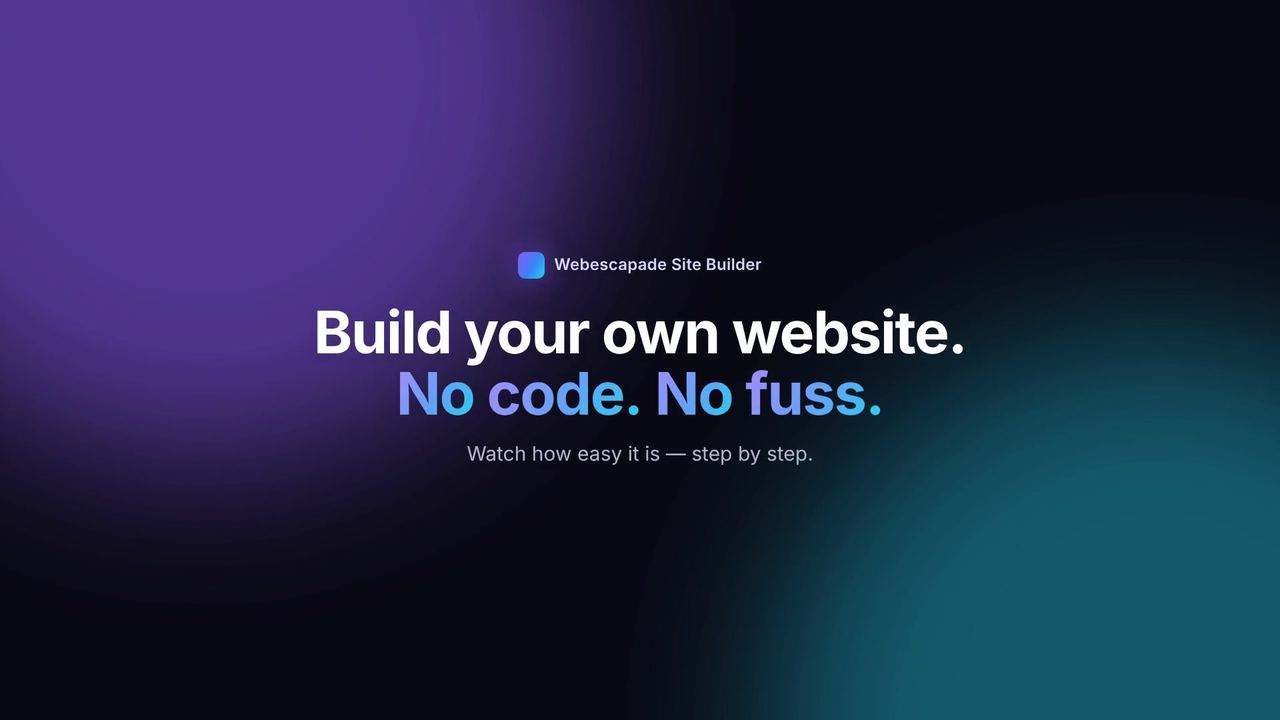 Webescapade Site Builder
Build your own website.
No code. No fuss.
Watch how easy it is — step by step.